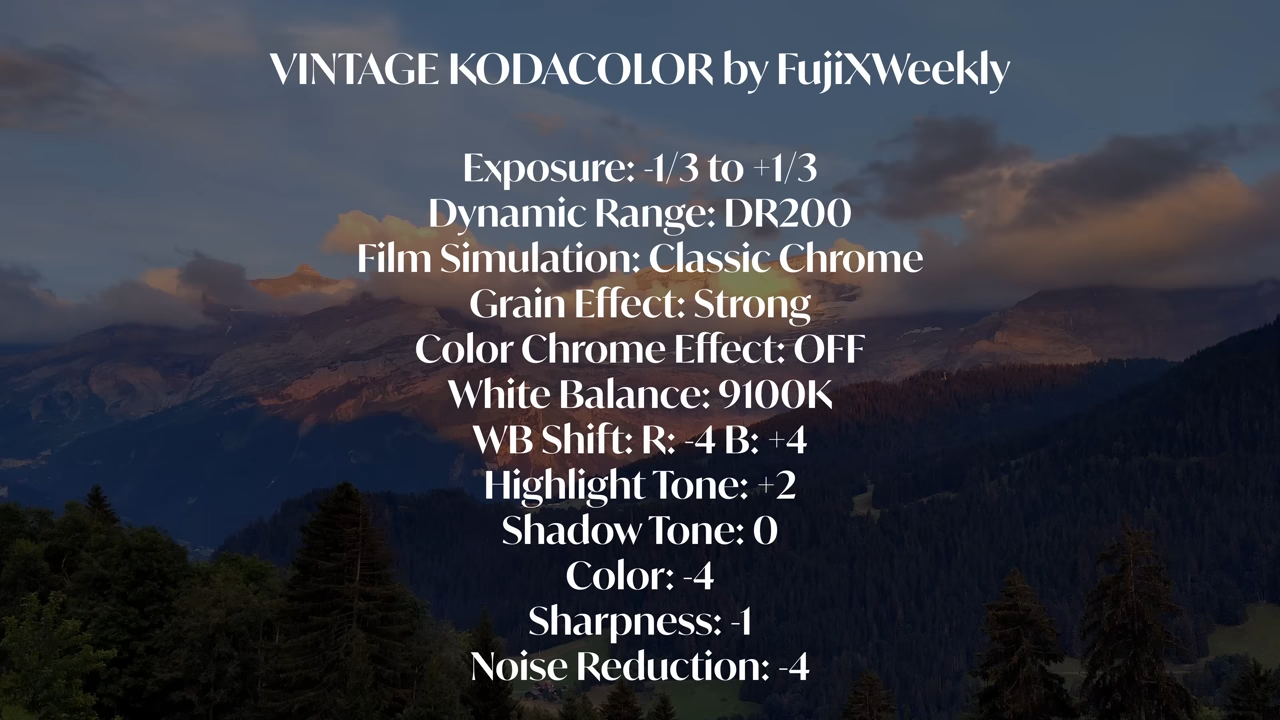 VINTAGE KODACOLOR by FujiXWeekly
Exposure: -1/3 to +1/3
Dynamic Range: DR200
Film Simulation: Classic Chrome
Grain Effect: Strong
Color Chrome Effect: OFF
White Balance: 9100K
WB Shift: R: -4 B: +4
Highlight Tone: +2
Shadow Tone: 0
Color: -4
Sharpness: -1
Noise Reduction: -4